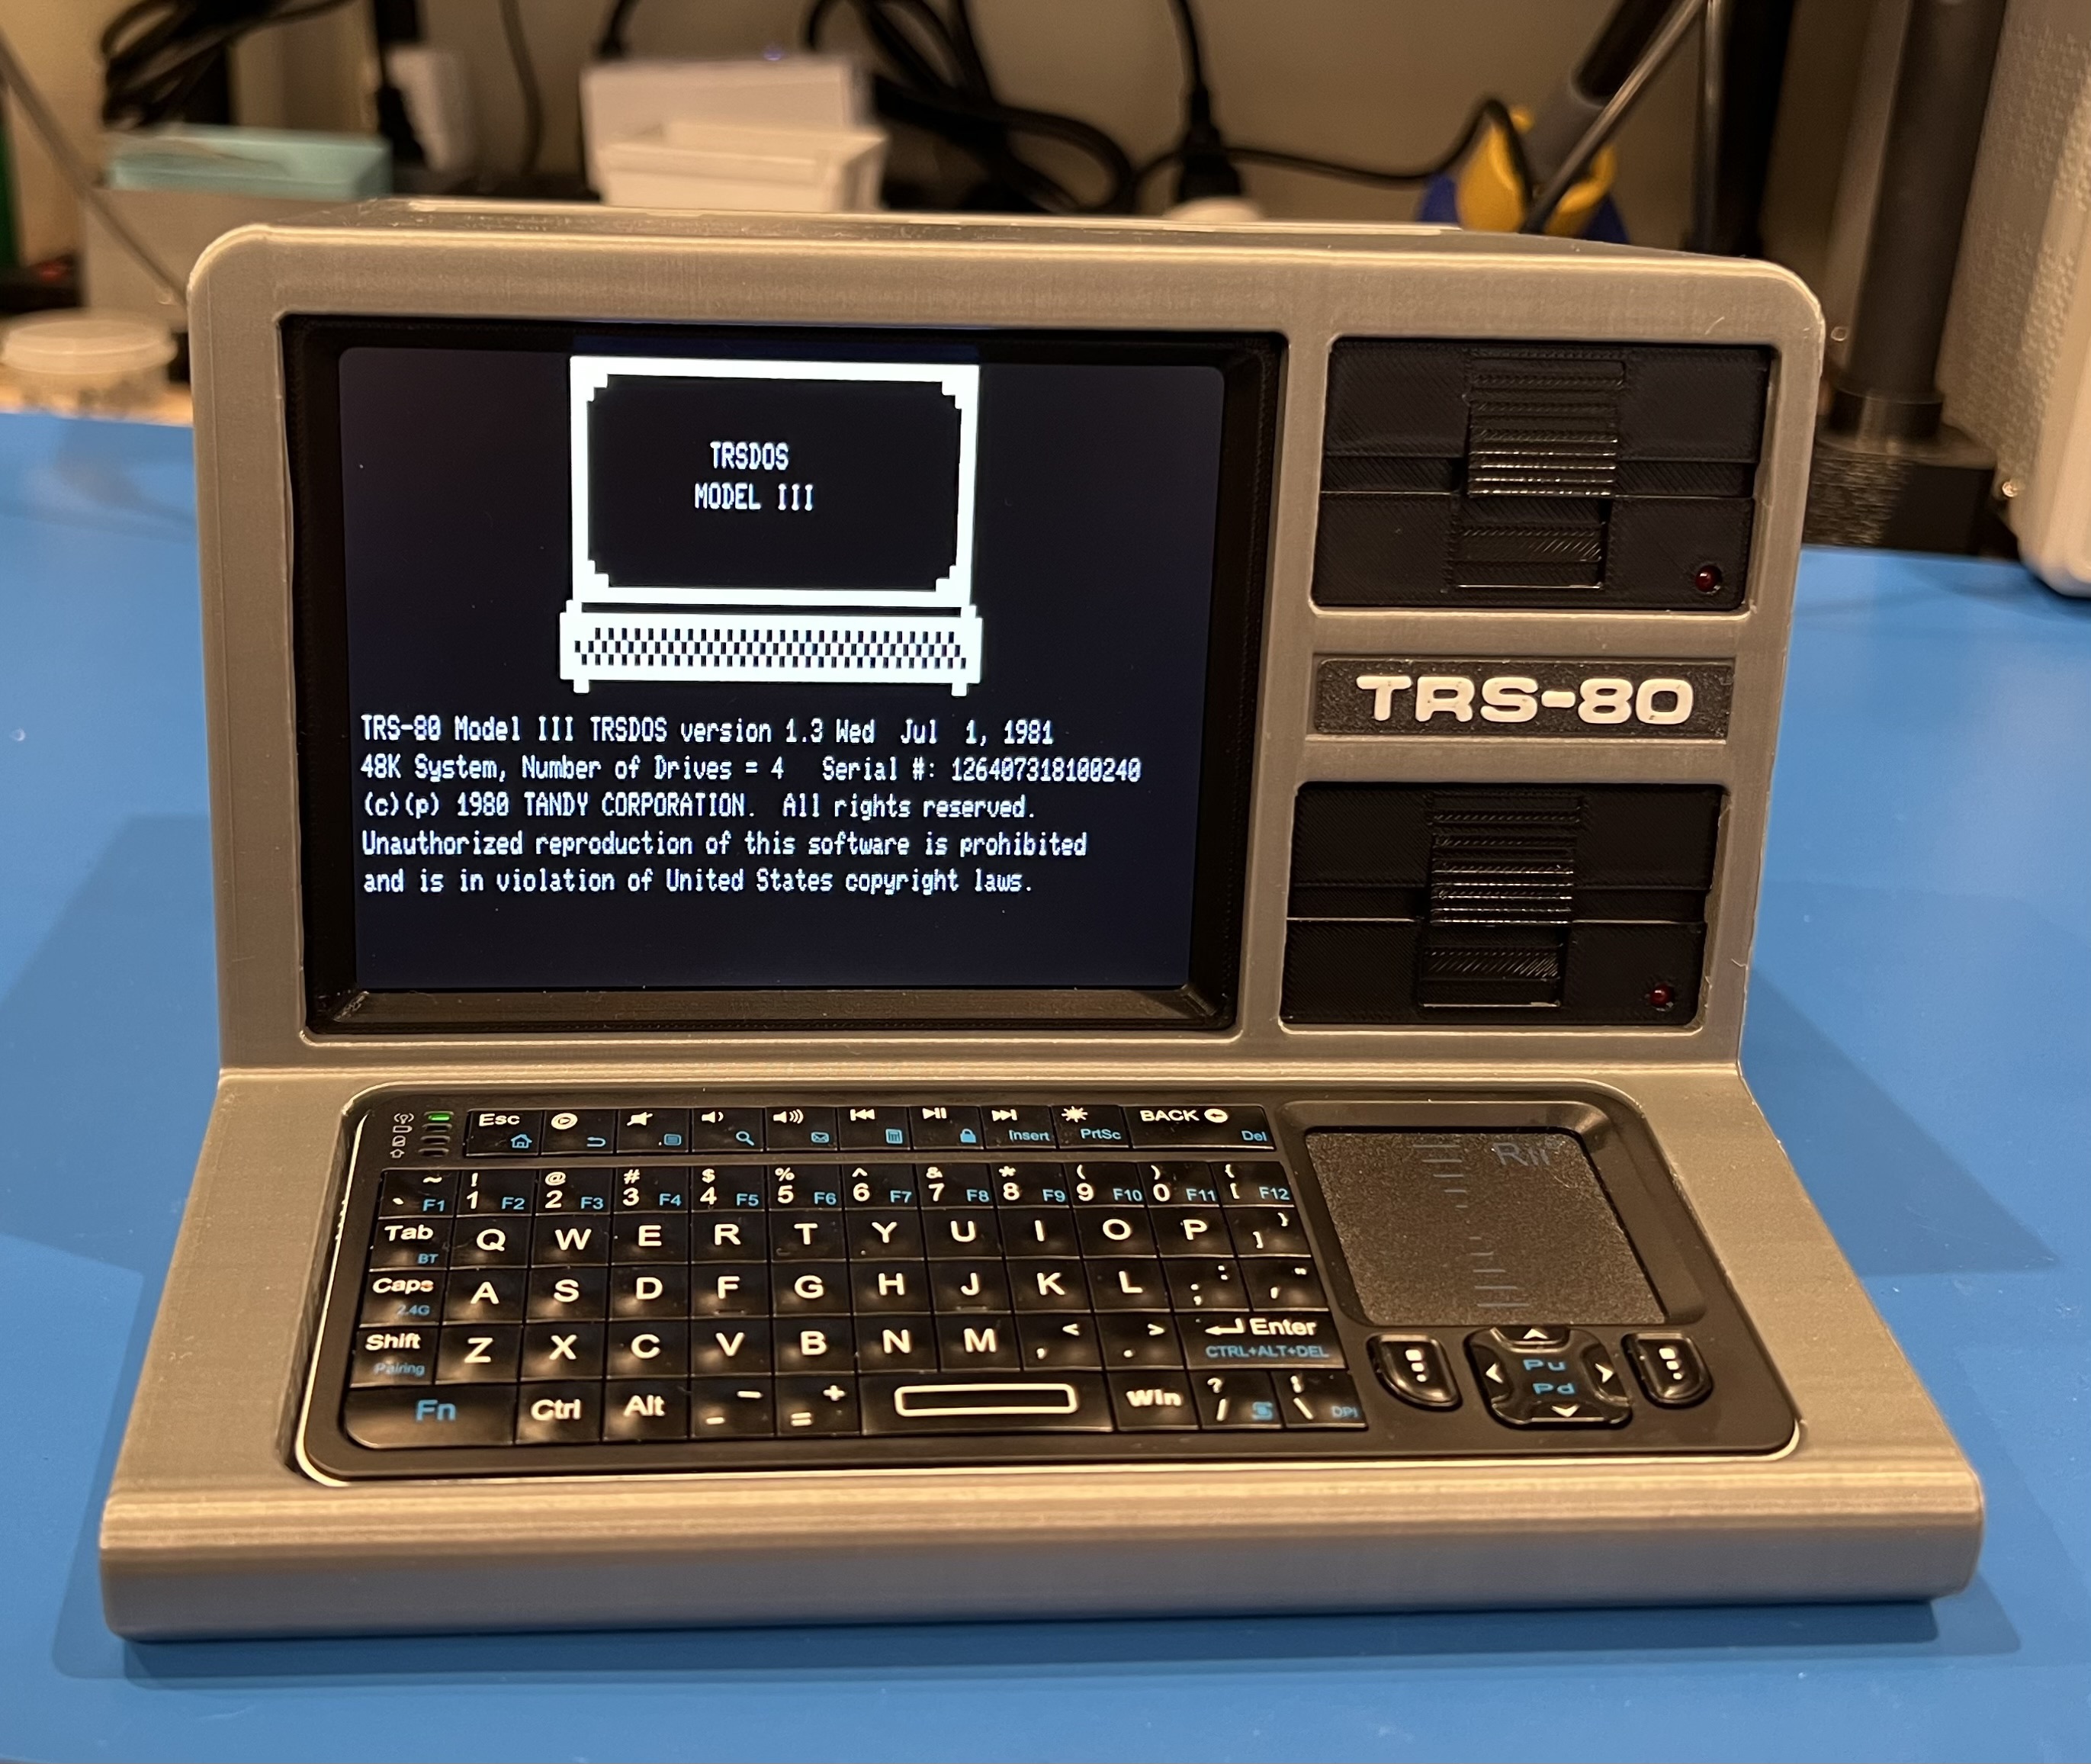 TRSDOS
MODEL III
TRS-80 Model III TRSDOS version 1.3 Wed  Jul  1, 1981
48K System, Number of Drives = 4   Serial #: 126407318100240
(c)(p) 1980 TANDY CORPORATION.  All rights reserved.
Unauthorized reproduction of this software is prohibited
and is in violation of United States copyright laws.
TRS-80
Esc BACK
Insert PrtSc Del
~ ! @ # $ % ^ & * ( ) {
` 1 2 3 4 5 6 7 8 9 0 [
F1 F2 F3 F4 F5 F6 F7 F8 F9 F10 F11 F12
Tab Q W E R T Y U I O P } ]
BT
Caps A S D F G H J K L : ; " '
2.4G
Shift Z X C V B N M < , > . Enter
Pairing CTRL+ALT+DEL
Fn Ctrl Alt _ - + = Win ? / \
DPI
Rii
Pu
Pd